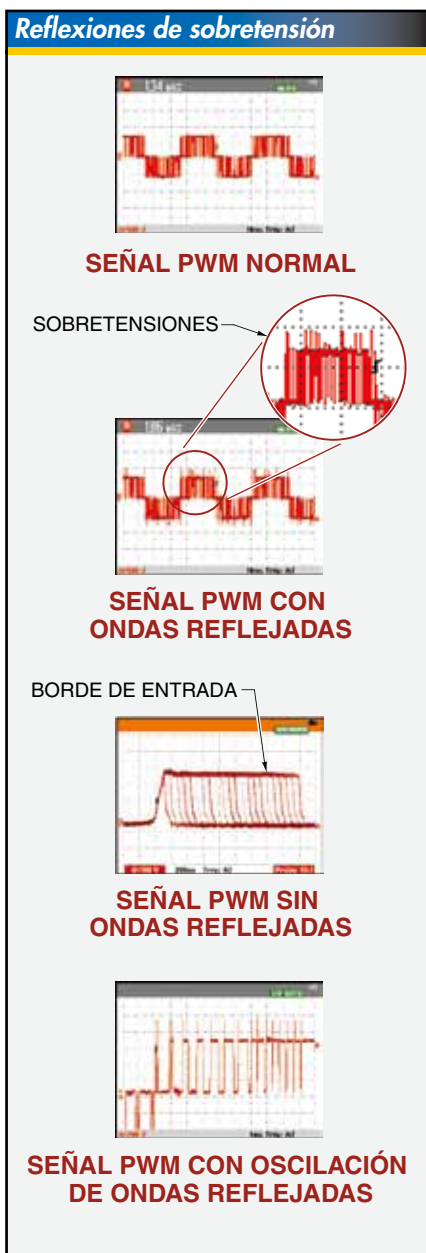 Reflexiones de sobretensión
SEÑAL PWM NORMAL
SOBRETENSIONES
SEÑAL PWM CON
ONDAS REFLEJADAS
BORDE DE ENTRADA
SEÑAL PWM SIN
ONDAS REFLEJADAS
SEÑAL PWM CON OSCILACIÓN
DE ONDAS REFLEJADAS